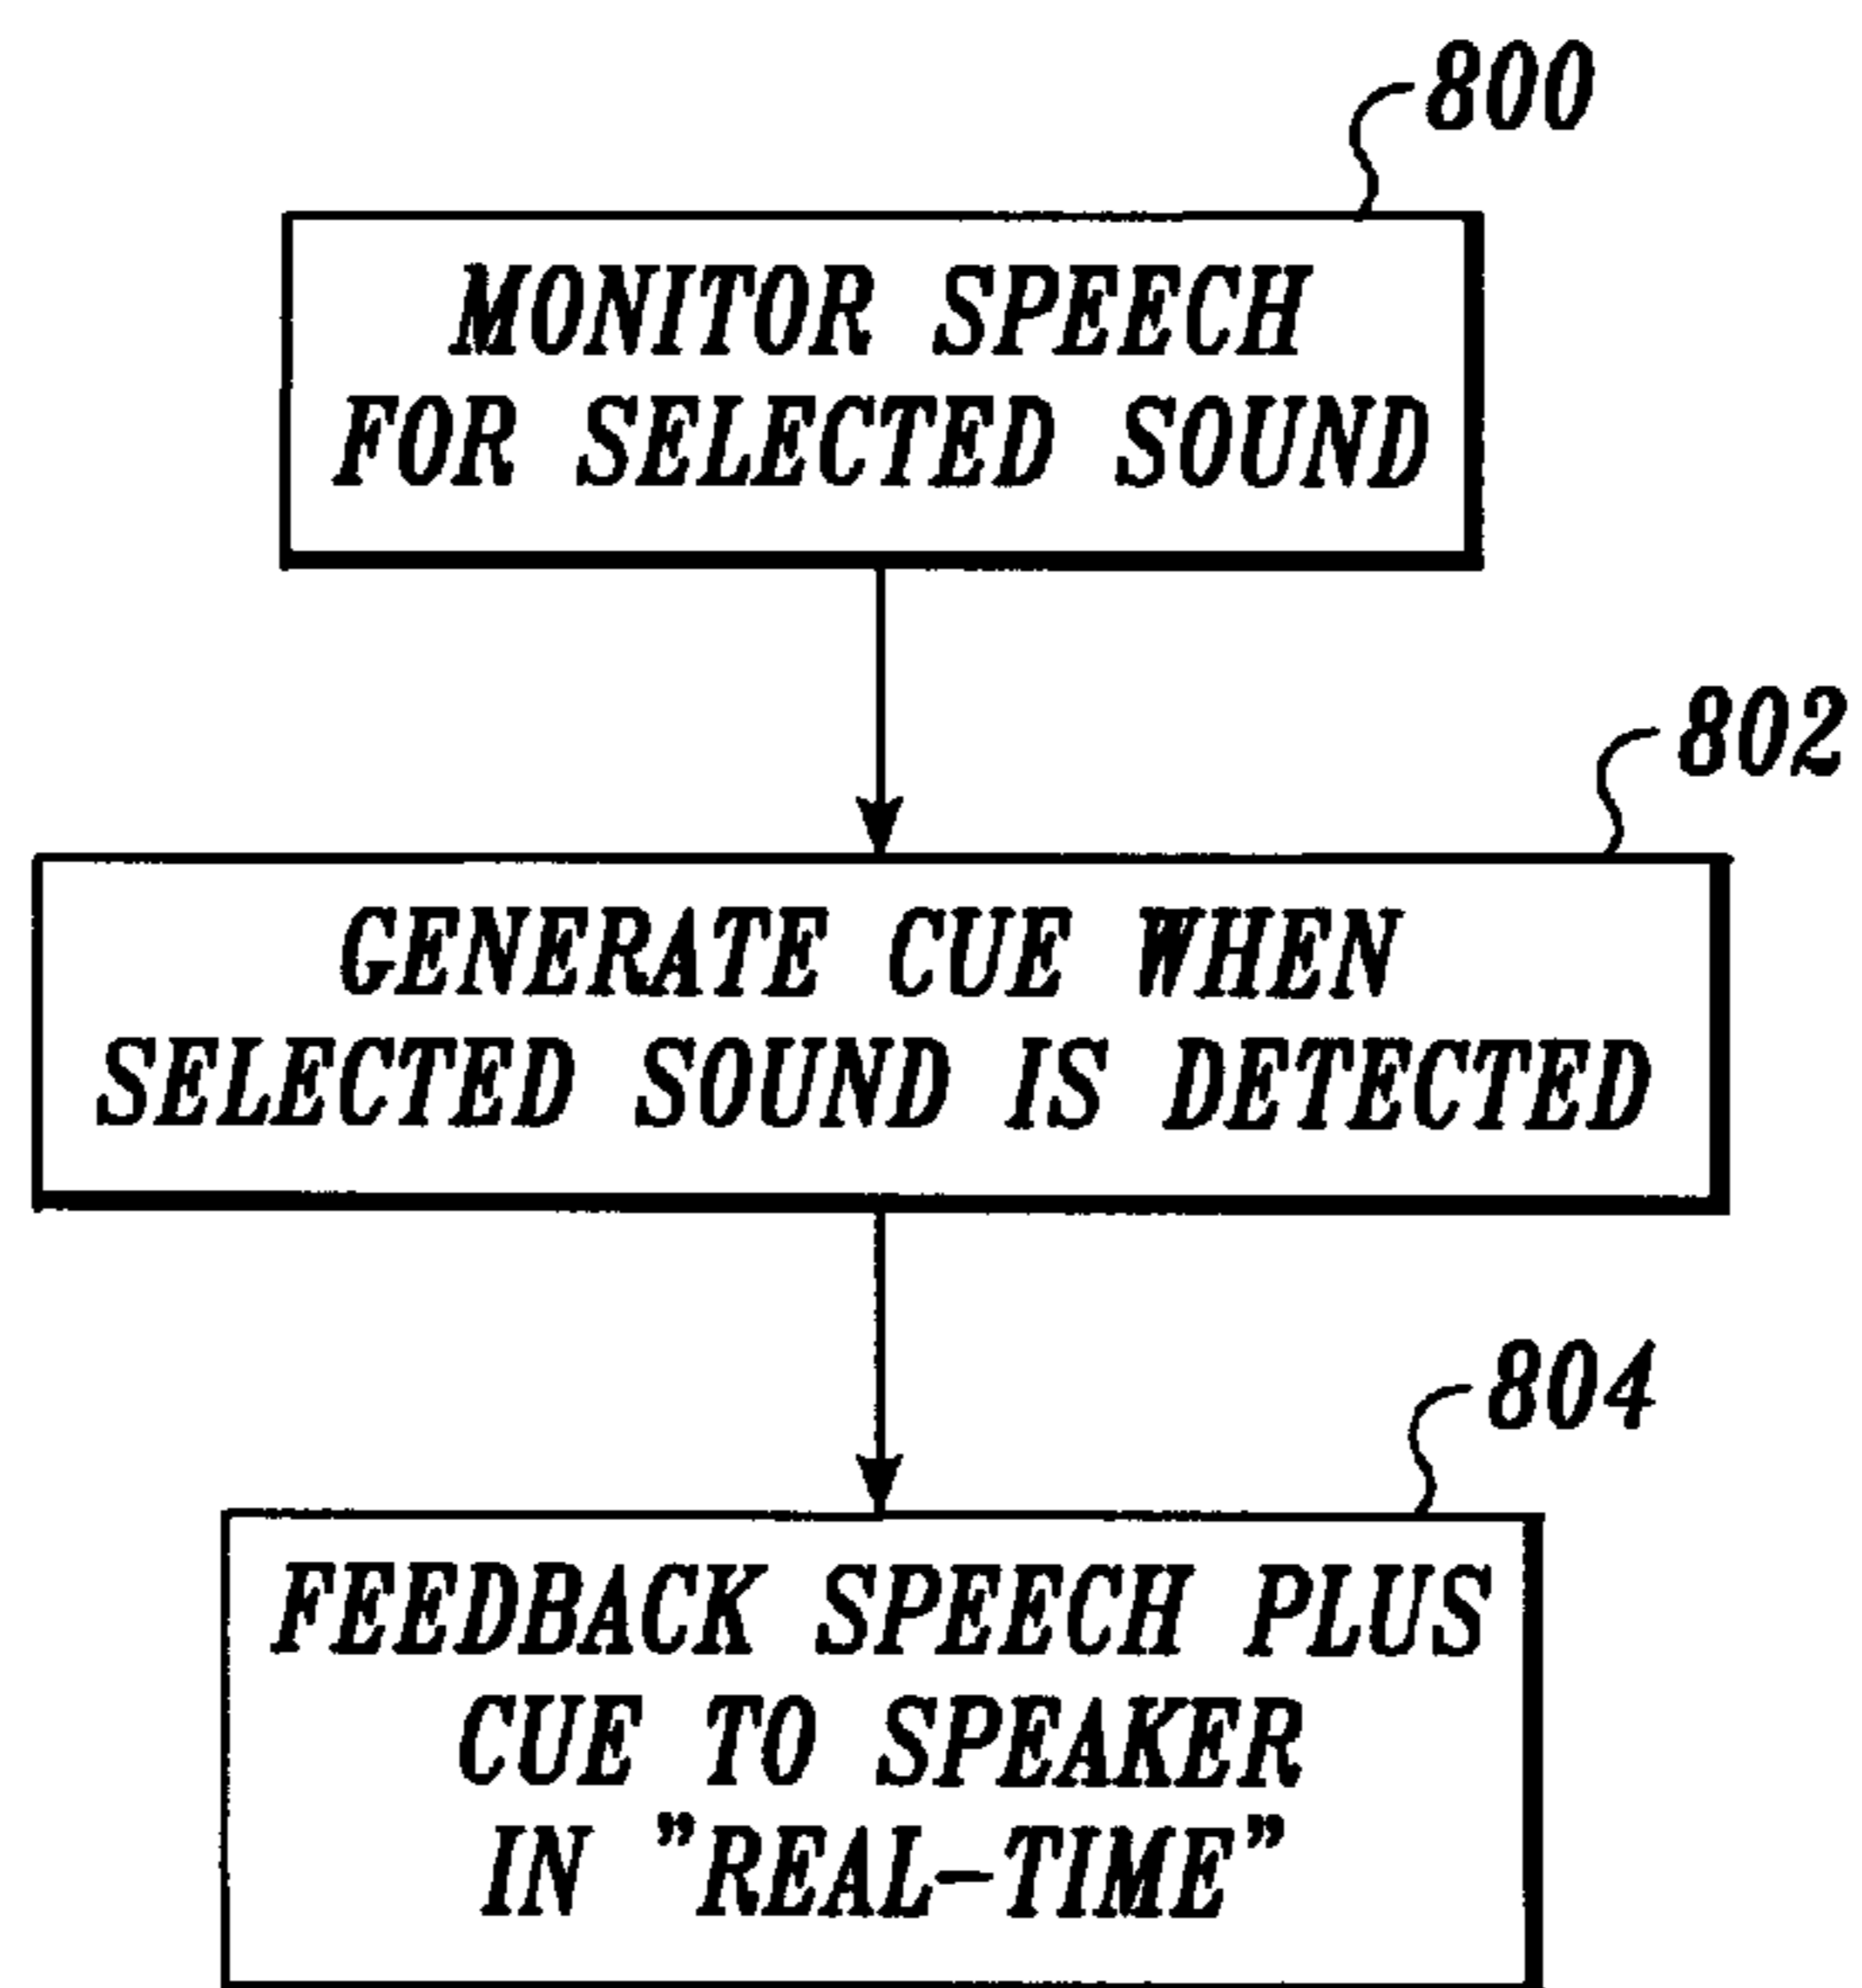 800
MONITOR SPEECH
FOR SELECTED SOUND
802
GENERATE CUE WHEN
SELECTED SOUND IS DETECTED
804
FEEDBACK SPEECH PLUS
CUE TO SPEAKER
IN "REAL-TIME"